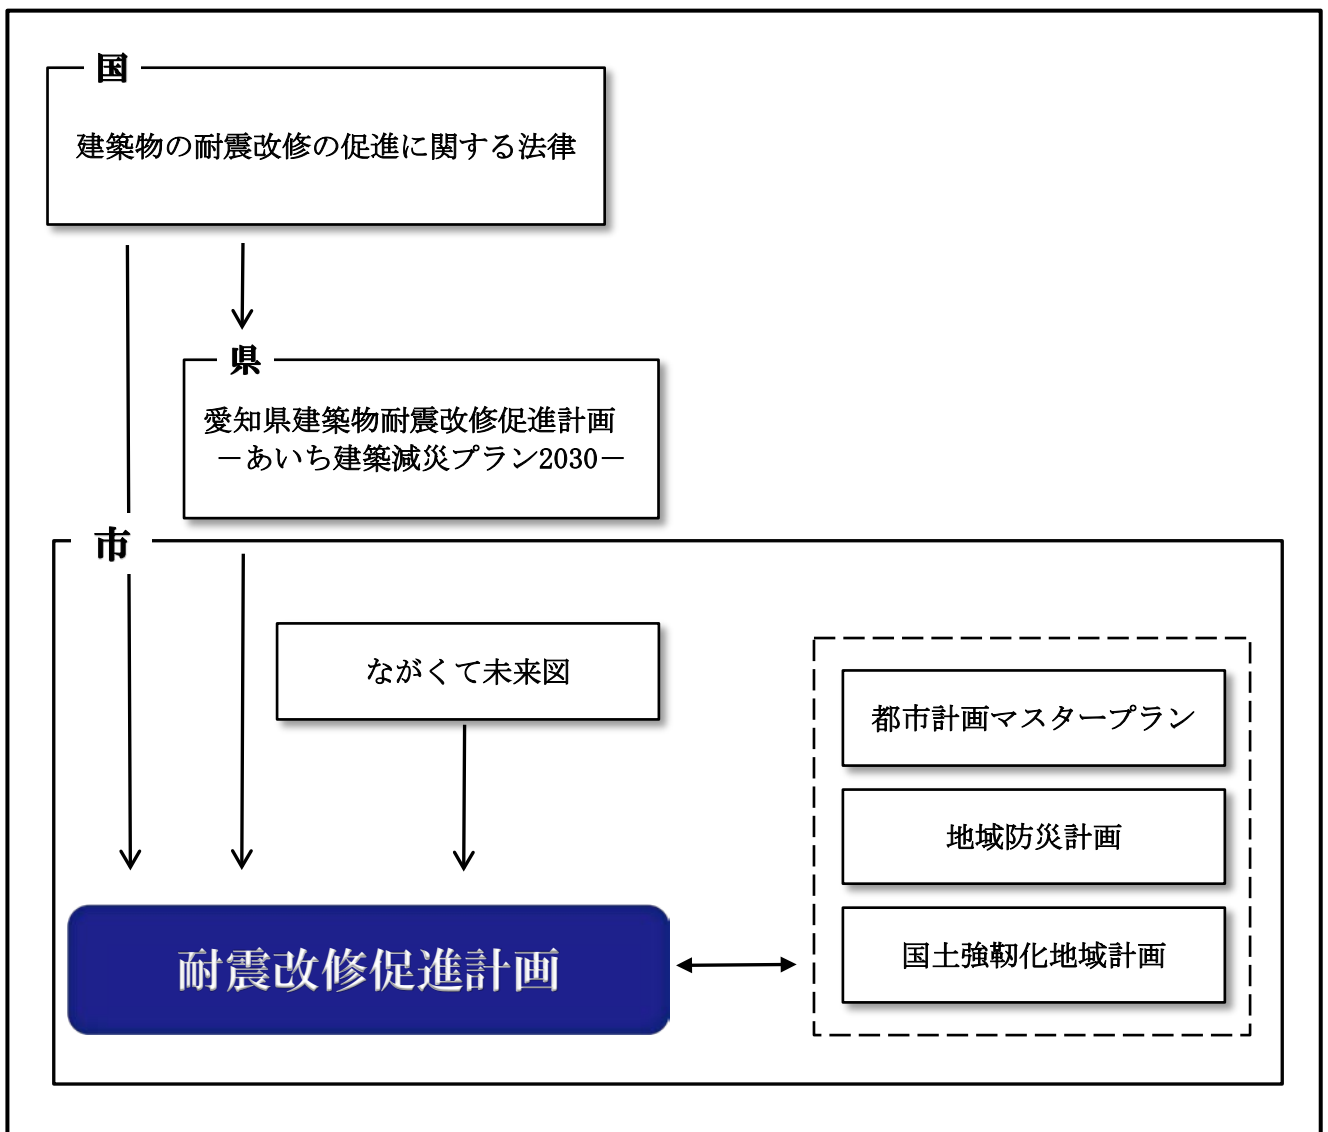 国
建築物の耐震改修の促進に関する法律
県
愛知県建築物耐震改修促進計画
－あいち建築減災プラン2030－
市
ながくて未来図
都市計画マスタープラン
地域防災計画
国土強靭化地域計画
耐震改修促進計画